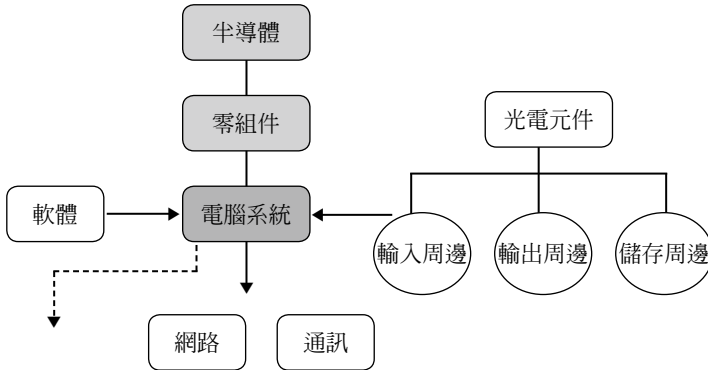 半導體
零組件
光電元件
軟體
電腦系統
輸入周邊
輸出周邊
儲存周邊
網路
通訊